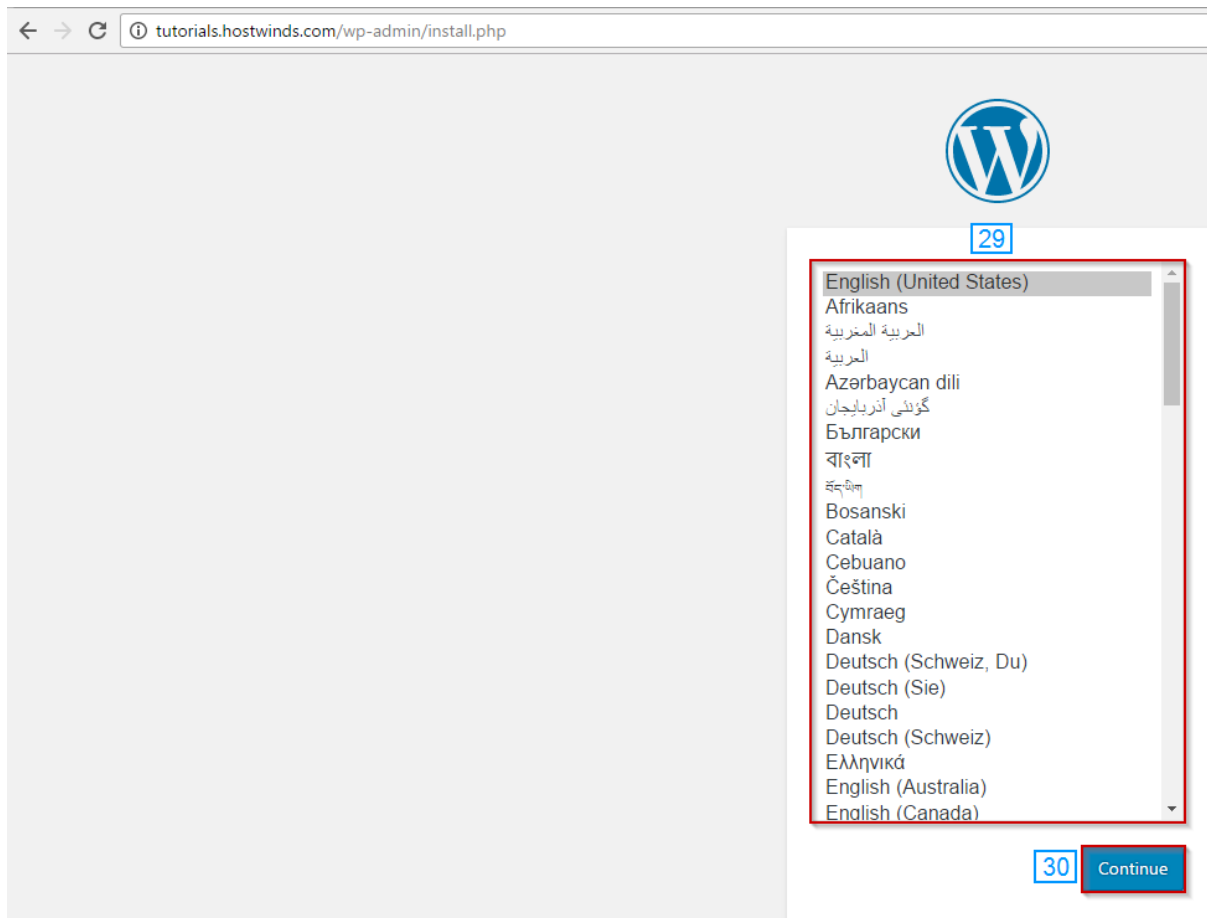 tutorials.hostwinds.com/wp-admin/install.php
29
English (United States)
Afrikaans
العربية المغربية
العربية
Azərbaycan dili
گؤنئی آذربایجان
Български
বাংলা
བོད་ཡིག
Bosanski
Català
Cebuano
Čeština
Cymraeg
Dansk
Deutsch (Schweiz, Du)
Deutsch (Sie)
Deutsch
Deutsch (Schweiz)
Ελληνικά
English (Australia)
English (Canada)
30 Continue